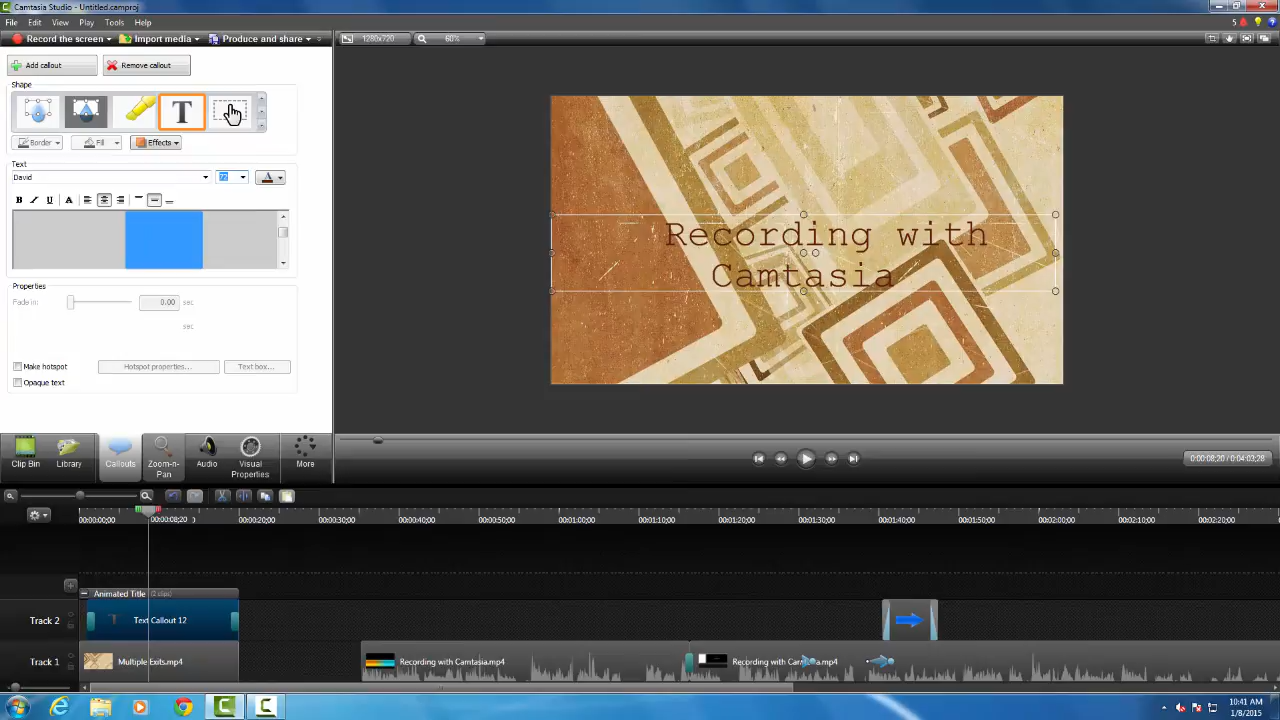 Camtasia Studio - Untitled.camproj
File Edit View Play Tools Help
5
Record the screen Import media Produce and share
1280x720 60%
Add callout Remove callout
Shape
T
Border Fill Effects
Text
David 72 A
B I U A
Properties
Fade in: 0.00 sec
sec
Make hotspot Hotspot properties... Text box...
Opaque text
Recording with
Camtasia
Clip Bin Library Callouts Zoom-n-Pan Audio Visual Properties More
0:00:08;20 / 0:04:03;28
00:00:00;00 00:00:08;20 00:00:20;00 00:00:30;00 00:00:40;00 00:00:50;00 00:01:00;00 00:01:10;00 00:01:20;00 00:01:30;00 00:01:40;00 00:01:50;00 00:02:00;00 00:02:10;00 00:02:20;00
Animated Title (2 clips)
Track 2 T Text Callout 12
Track 1 Multiple Exits.mp4 Recording with Camtasia.mp4 Recording with Camtasia.mp4
10:41 AM
1/8/2015